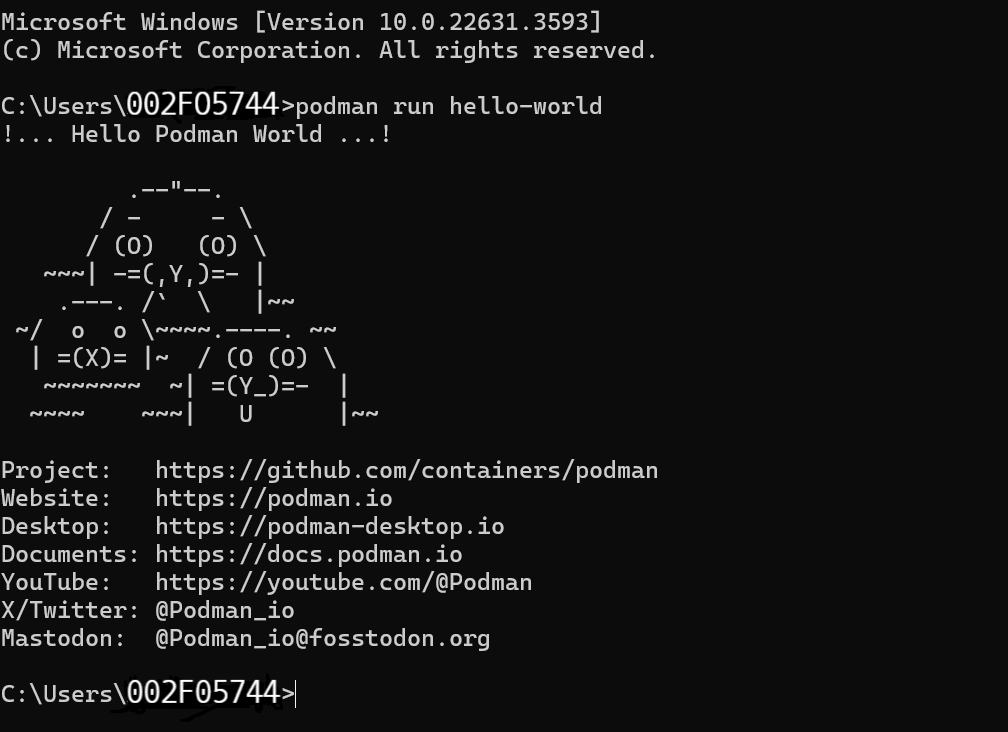 Microsoft Windows [Version 10.0.22631.3593]
(c) Microsoft Corporation. All rights reserved.

C:\Users\002FO5744>podman run hello-world
!... Hello Podman World ...!

         .--"--.
       / -     - \
      / (O)   (O) \
   ~~~| -=(,Y,)=- |
    .---. /`  \   |~~
 ~/  o  o \~~~~.----. ~~
  | =(X)= |~  / (O (O) \
   ~~~~~~~  ~| =(Y_)=-  |
  ~~~~    ~~~|   U      |~~

Project:   https://github.com/containers/podman
Website:   https://podman.io
Desktop:   https://podman-desktop.io
Documents: https://docs.podman.io
YouTube:   https://youtube.com/@Podman
X/Twitter: @Podman_io
Mastodon:  @Podman_io@fosstodon.org

C:\Users\002F05744>